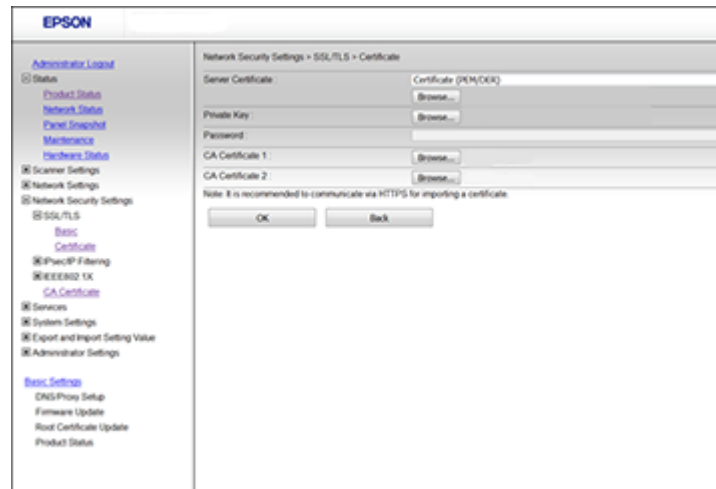 EPSON
Administrator Logout
Status
Product Status
Network Status
Panel Snapshot
Maintenance
Hardware Status
Scanner Settings
Network Settings
Network Security Settings
SSL/TLS
Basic
Certificate
IPsec/IP Filtering
IEEE802.1X
CA Certificate
Services
System Settings
Export and Import Setting Value
Administrator Settings
Basic Settings
DNS/Proxy Setup
Firmware Update
Root Certificate Update
Product Status
Network Security Settings > SSL/TLS > Certificate
Server Certificate : Certificate (PEM/DER)
Browse...
Private Key : Browse...
Password :
CA Certificate 1 : Browse...
CA Certificate 2 : Browse...
Note: It is recommended to communicate via HTTPS for importing a certificate.
OK Back